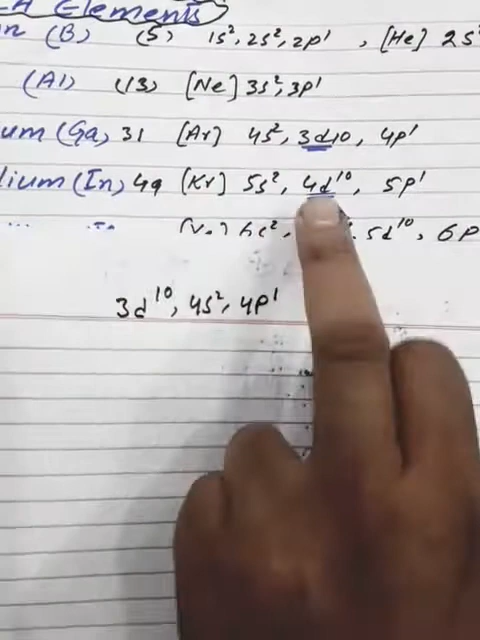 Elements
(B) (5) 1s², 2s², 2p¹ , [He] 2s²
(Al) (13) [Ne] 3s², 3p¹
um (Ga) 31 [Ar] 4s², 3d10, 4p¹
lium (In) 49 [Kr] 5s², 4d¹⁰, 5p¹
5d¹⁰, 6p
3d¹⁰, 4s², 4p¹